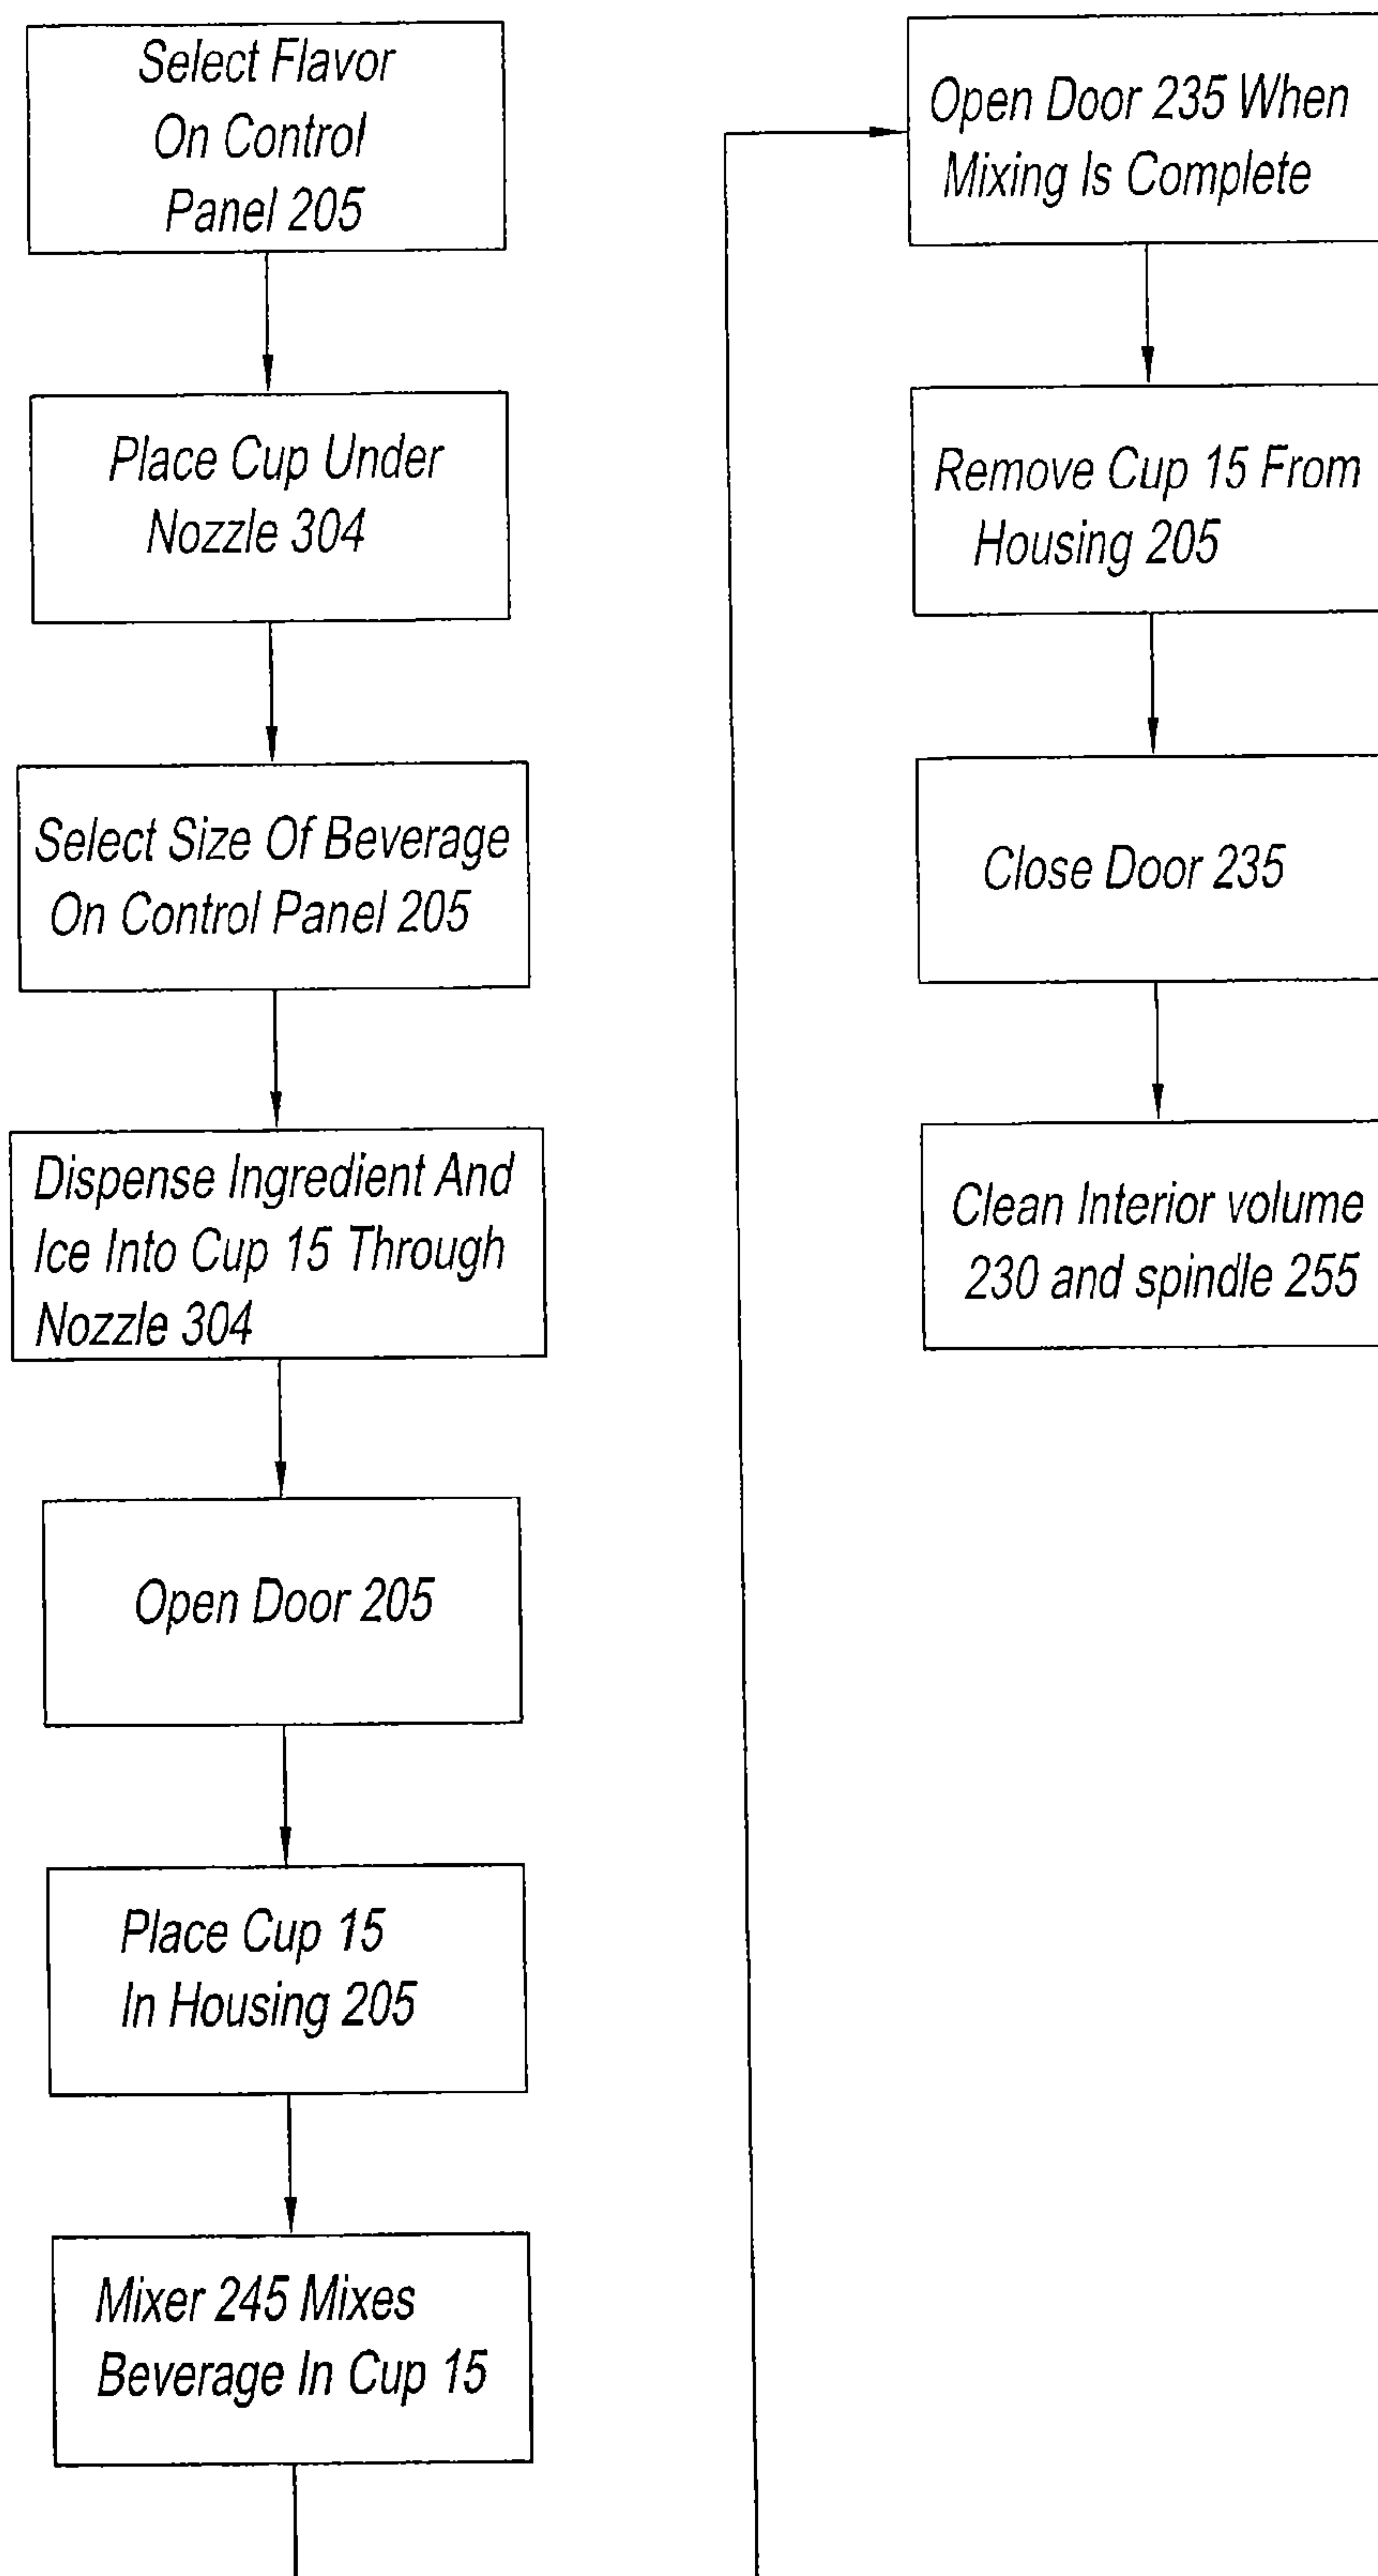 Select Flavor
On Control
Panel 205
Place Cup Under
Nozzle 304
Select Size Of Beverage
On Control Panel 205
Dispense Ingredient And
Ice Into Cup 15 Through
Nozzle 304
Open Door 205
Place Cup 15
In Housing 205
Mixer 245 Mixes
Beverage In Cup 15
Open Door 235 When
Mixing Is Complete
Remove Cup 15 From
Housing 205
Close Door 235
Clean Interior volume
230 and spindle 255